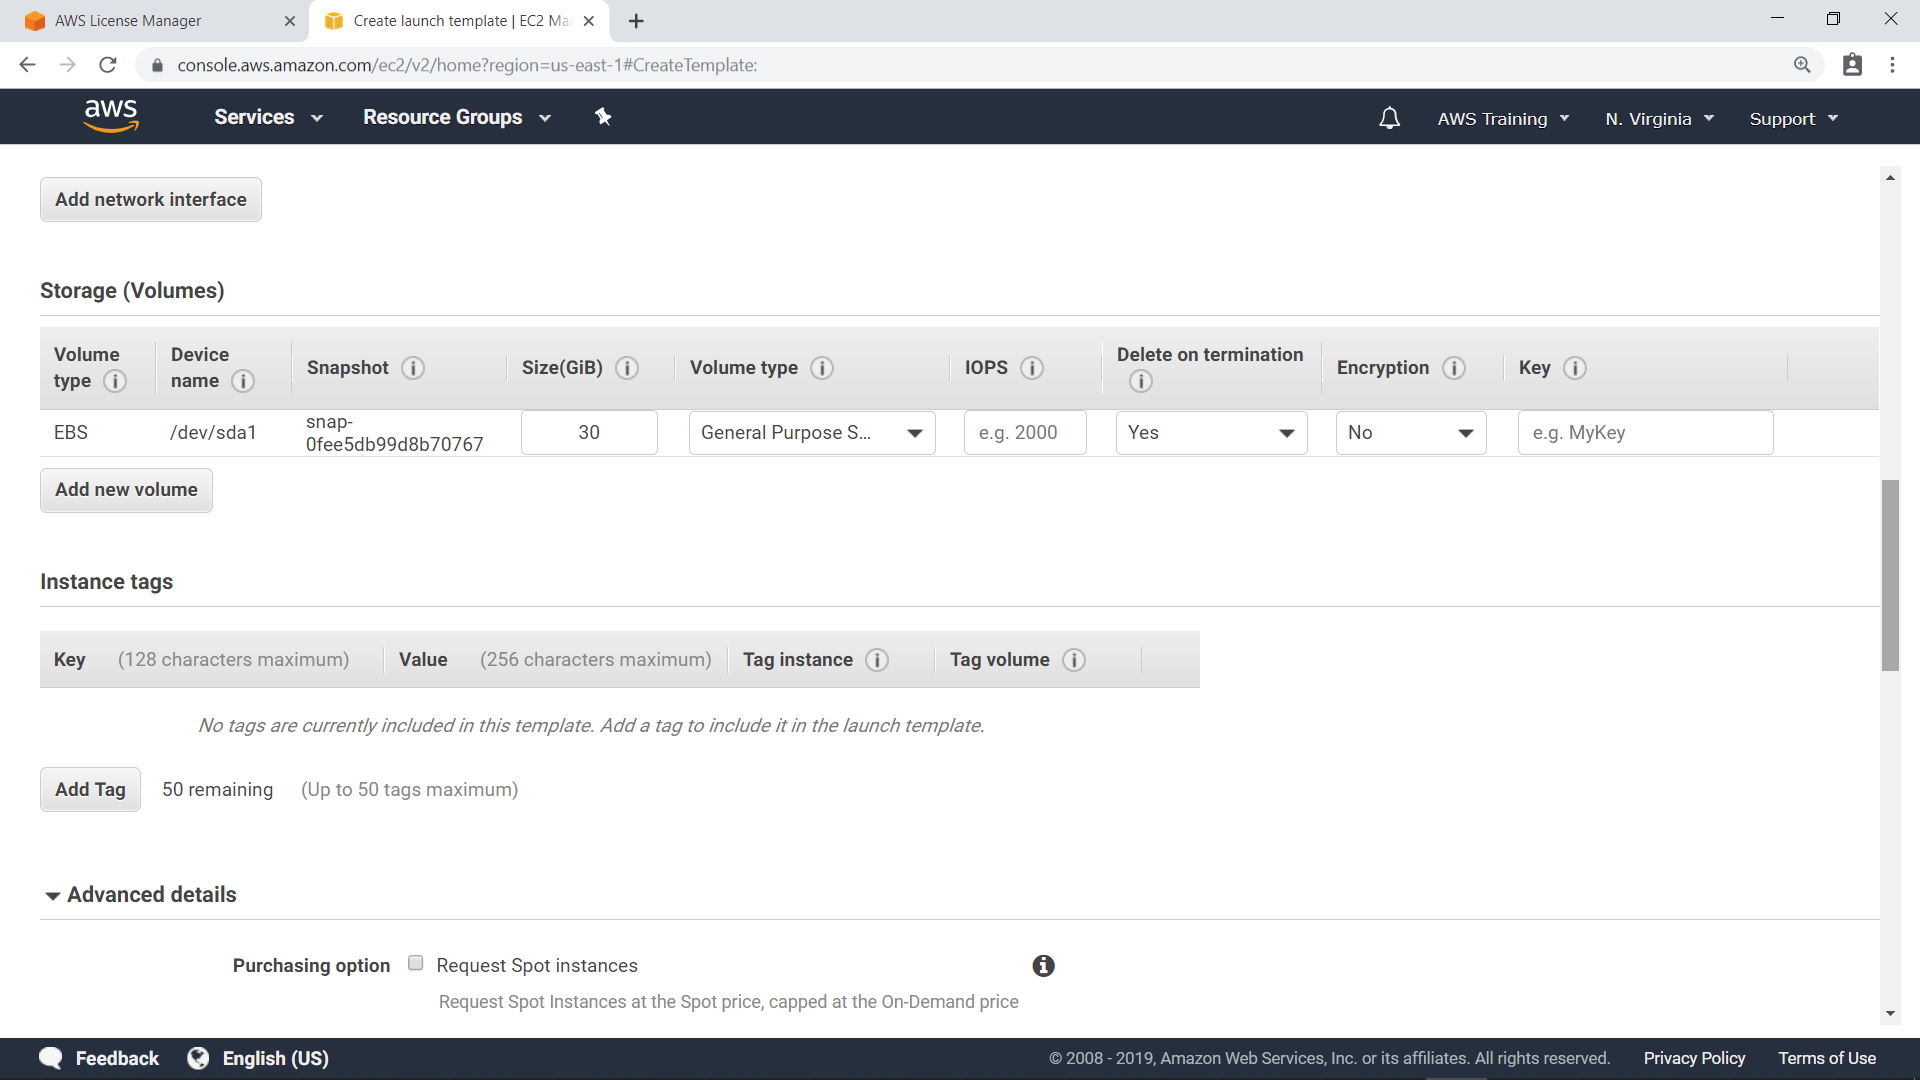 AWS License Manager
Create launch template | EC2 Ma
console.aws.amazon.com/ec2/v2/home?region=us-east-1#CreateTemplate:
aws Services Resource Groups AWS Training N. Virginia Support
Add network interface
Storage (Volumes)
Volume type Device name Snapshot Size(GiB) Volume type IOPS Delete on termination Encryption Key
EBS /dev/sda1 snap-0fee5db99d8b70767 30 General Purpose S... e.g. 2000 Yes No e.g. MyKey
Add new volume
Instance tags
Key (128 characters maximum) Value (256 characters maximum) Tag instance Tag volume
No tags are currently included in this template. Add a tag to include it in the launch template.
Add Tag 50 remaining (Up to 50 tags maximum)
Advanced details
Purchasing option Request Spot instances
Request Spot Instances at the Spot price, capped at the On-Demand price
Feedback English (US) © 2008 - 2019, Amazon Web Services, Inc. or its affiliates. All rights reserved. Privacy Policy Terms of Use